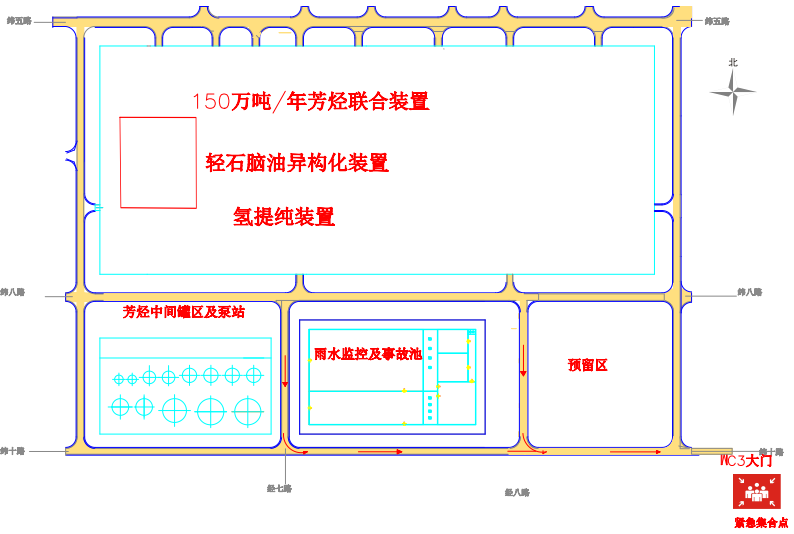 纬五路
纬五路
北
150万吨/年芳烃联合装置
轻石脑油异构化装置
氢提纯装置
纬八路
纬八路
芳烃中间罐区及泵站
雨水监控及事故池
预留区
纬十路
纬十路
WC3大门
经七路
经八路
紧急集合点